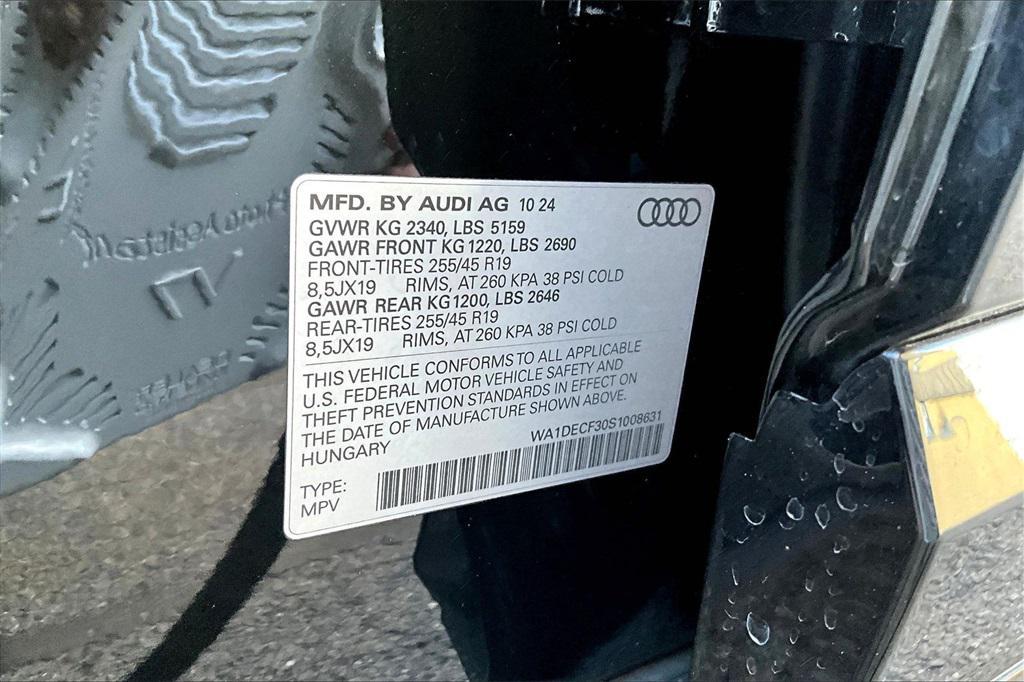 MFD. BY AUDI AG 10 24
GVWR KG 2340, LBS 5159
GAWR FRONT KG 1220, LBS 2690
FRONT-TIRES 255/45 R19
8,5JX19 RIMS, AT 260 KPA 38 PSI COLD
GAWR REAR KG1200, LBS 2646
REAR-TIRES 255/45 R19
8,5JX19 RIMS, AT 260 KPA 38 PSI COLD
THIS VEHICLE CONFORMS TO ALL APPLICABLE
U.S. FEDERAL MOTOR VEHICLE SAFETY AND
THEFT PREVENTION STANDARDS IN EFFECT ON
THE DATE OF MANUFACTURE SHOWN ABOVE.
HUNGARY
WA1DECF30S1008631
TYPE:
MPV